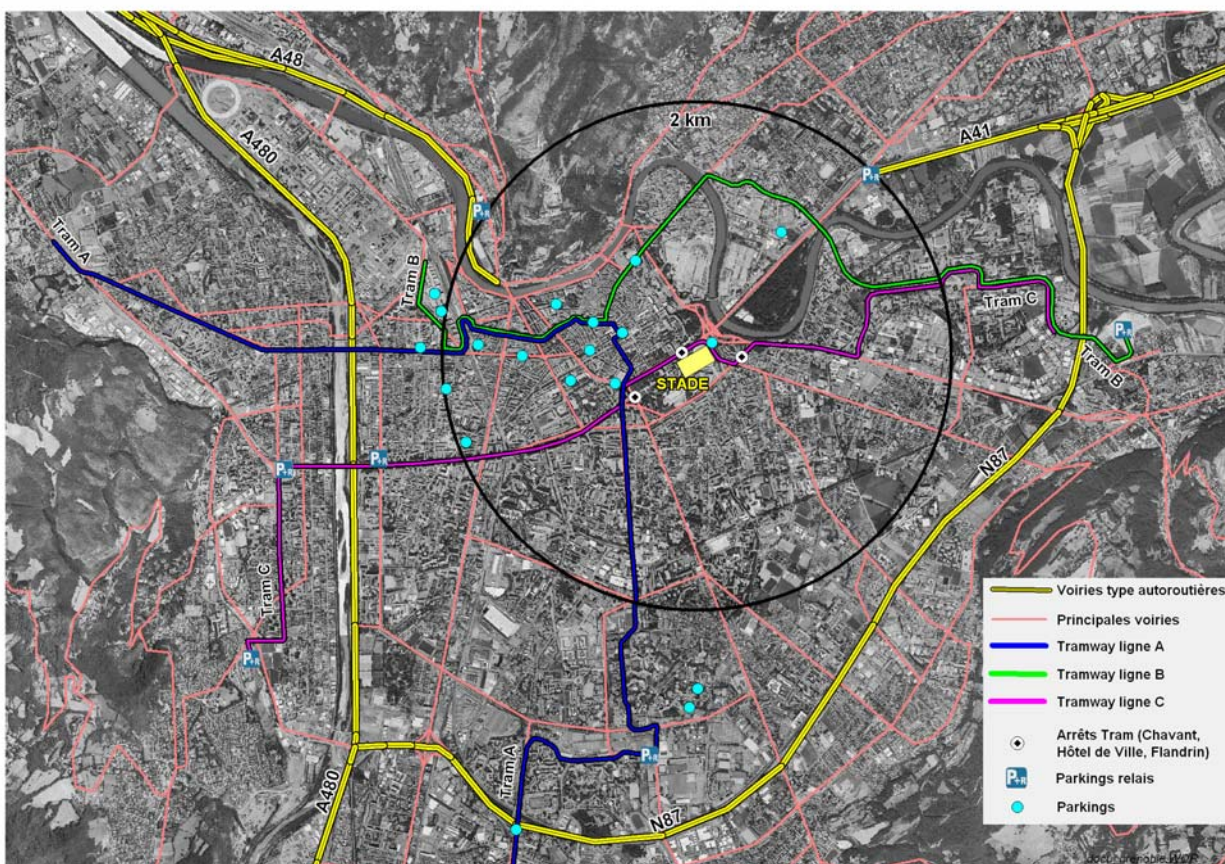 A48
2 km
A480
A41
P+R
P+R
Tram A
Tram B
Tram C
P+R
Tram B
STADE
P+R
P+R
N87
Tram C
P+R
Tram A
P+R
A480
N87
Voiries type autoroutières
Principales voiries
Tramway ligne A
Tramway ligne B
Tramway ligne C
Arrêts Tram (Chavant,
Hôtel de Ville, Flandrin)
P+R Parkings relais
Parkings